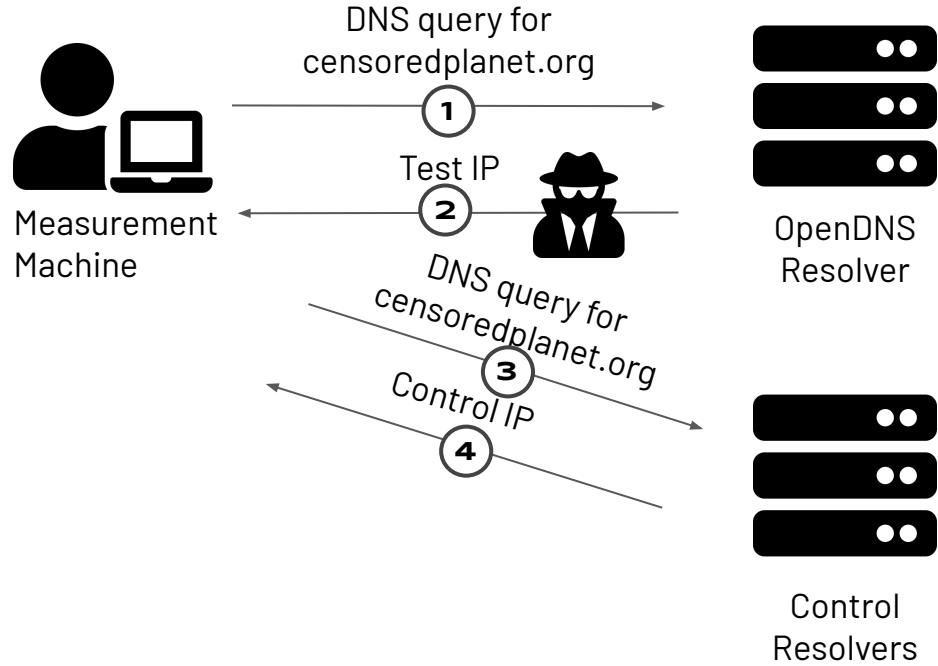 DNS query for
censoredplanet.org
1
Test IP
2
Measurement
Machine
OpenDNS
Resolver
DNS query for
censoredplanet.org
3
Control IP
4
Control
Resolvers